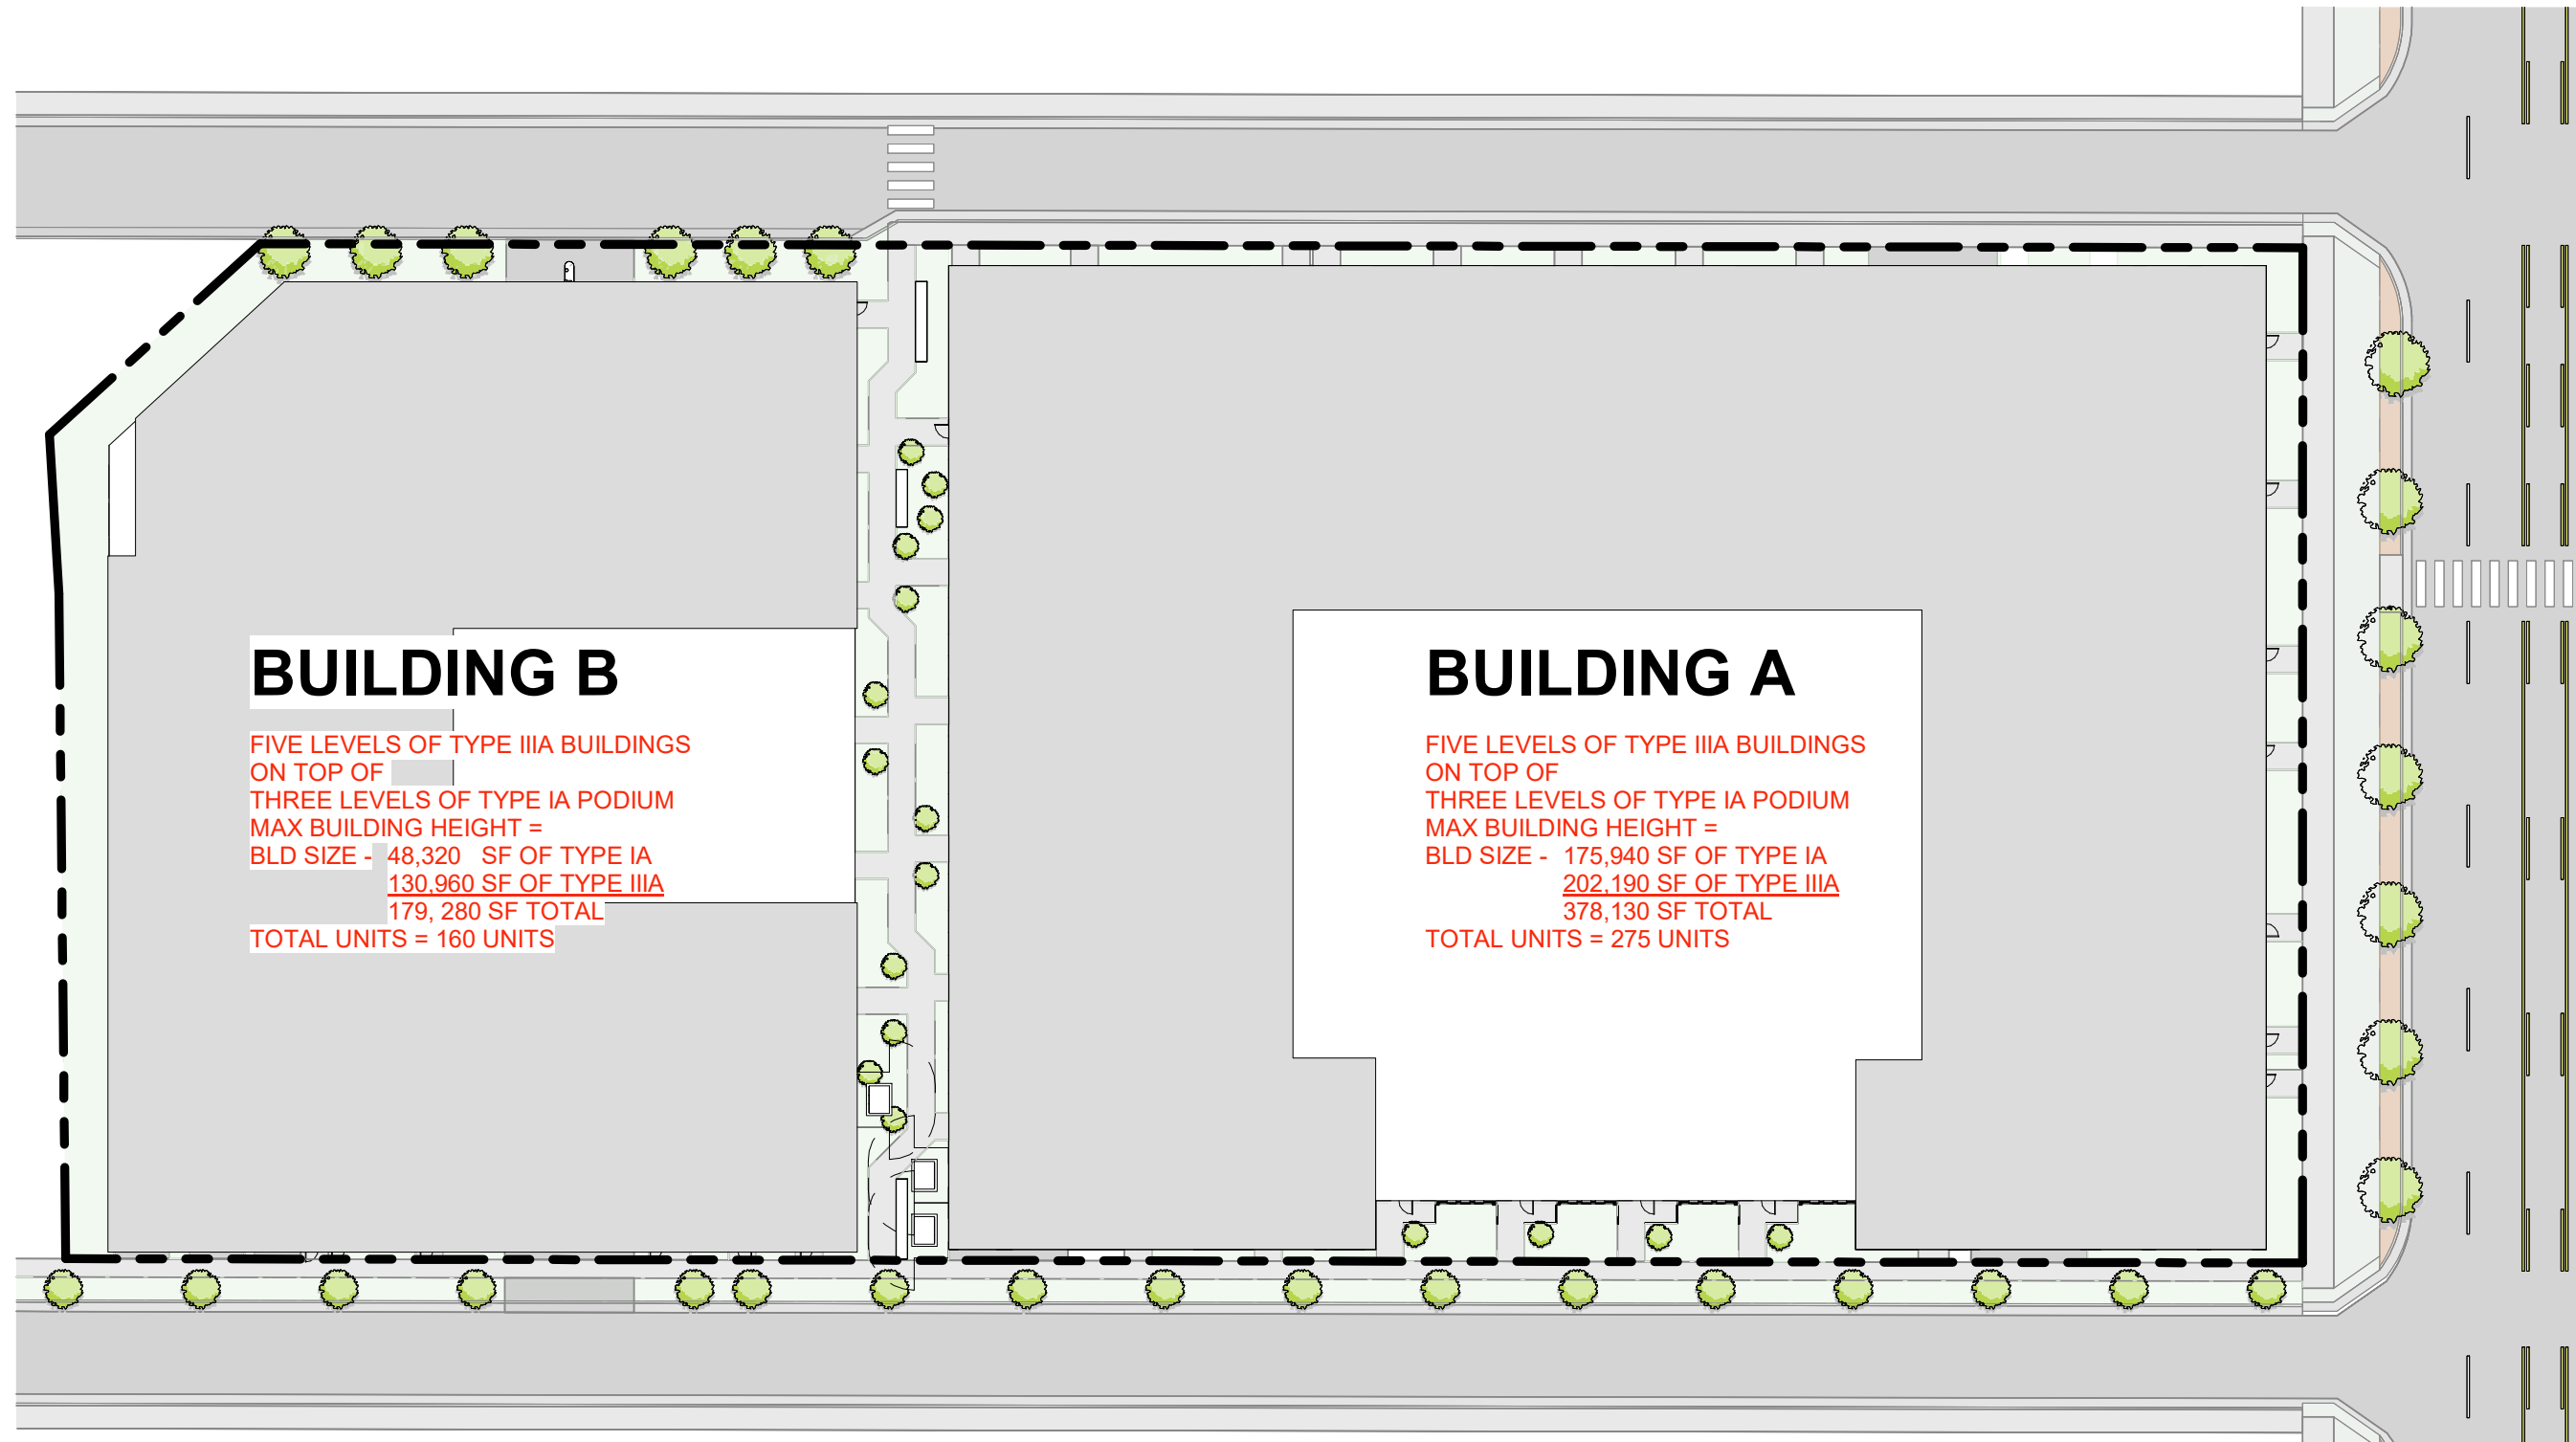 BUILDING B
FIVE LEVELS OF TYPE IIIA BUILDINGS
ON TOP OF
THREE LEVELS OF TYPE IA PODIUM
MAX BUILDING HEIGHT =
BLD SIZE - 48,320 SF OF TYPE IA
130,960 SF OF TYPE IIIA
179, 280 SF TOTAL
TOTAL UNITS = 160 UNITS
BUILDING A
FIVE LEVELS OF TYPE IIIA BUILDINGS
ON TOP OF
THREE LEVELS OF TYPE IA PODIUM
MAX BUILDING HEIGHT =
BLD SIZE - 175,940 SF OF TYPE IA
202,190 SF OF TYPE IIIA
378,130 SF TOTAL
TOTAL UNITS = 275 UNITS